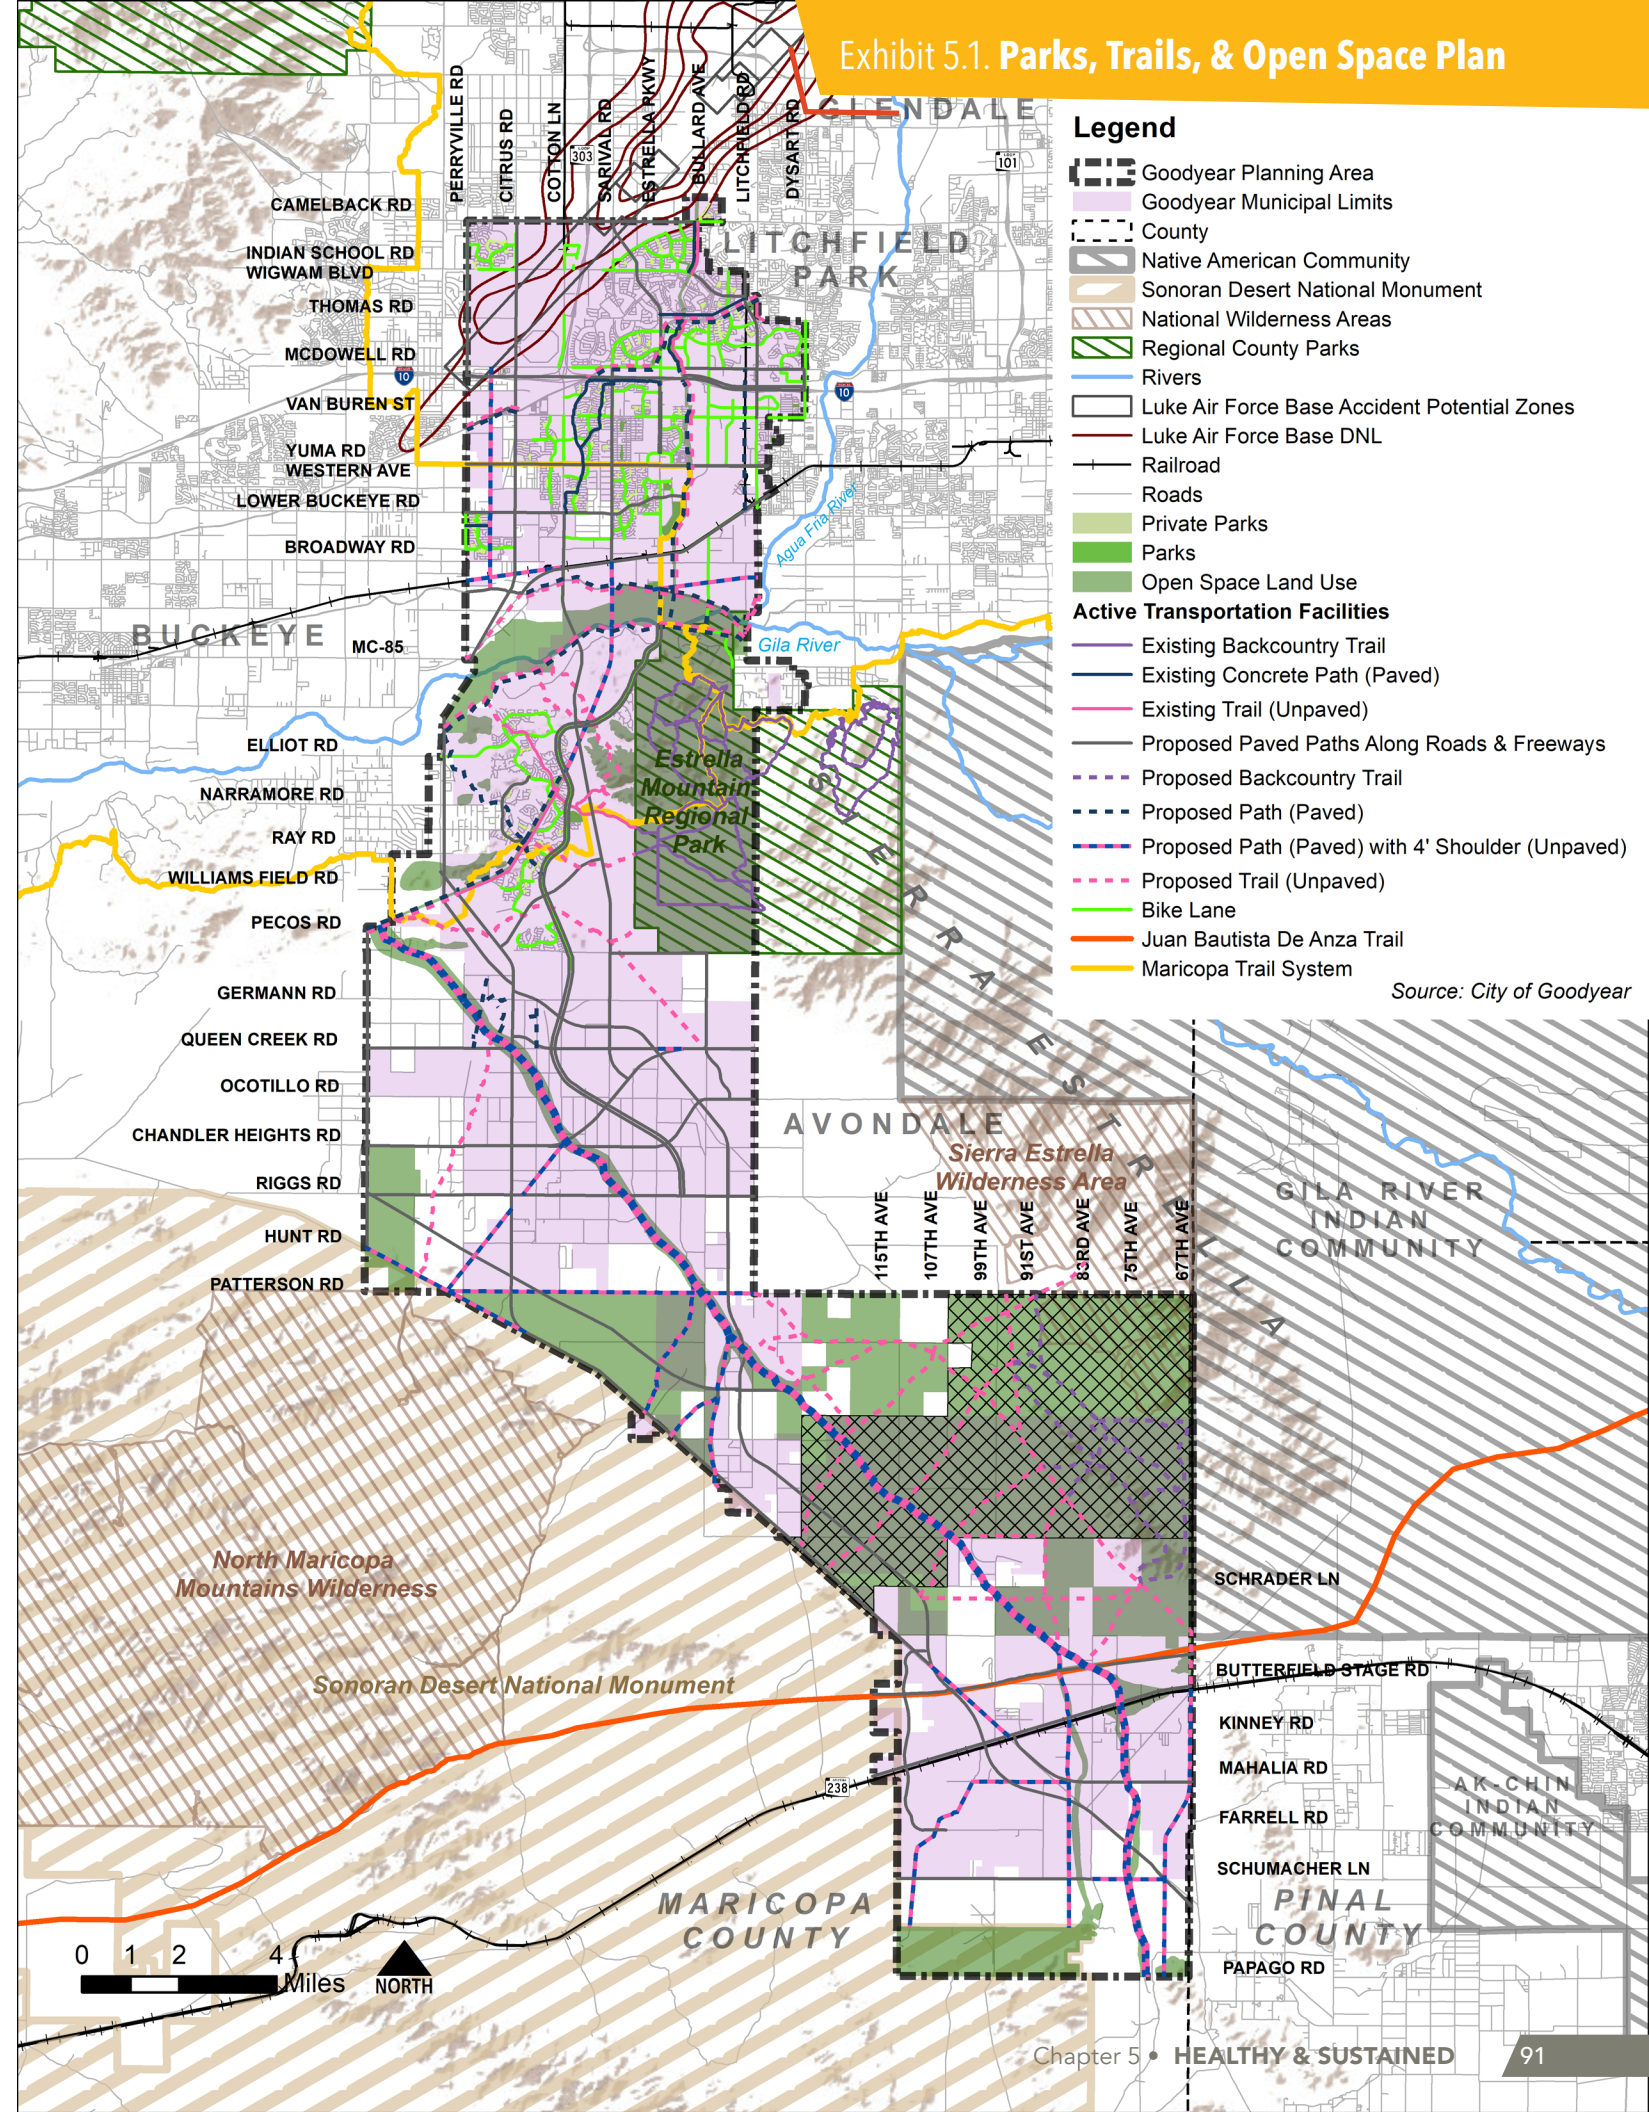 Exhibit 5.1. Parks, Trails, & Open Space Plan
PERRYVILLE RD
CITRUS RD
COTTON LN
SARIVAL RD
ESTRELLA PKWY
BULLARD AVE
LITCHFIELD RD
DYSART RD
GLENDALE
LOOP
303
LOOP
101
CAMELBACK RD
INDIAN SCHOOL RD
WIGWAM BLVD
THOMAS RD
MCDOWELL RD
10
VAN BUREN ST
YUMA RD
WESTERN AVE
LOWER BUCKEYE RD
BROADWAY RD
LITCHFIELD
PARK
10
Agua Fria River
BUCKEYE
MC-85
Gila River
ELLIOT RD
NARRAMORE RD
RAY RD
WILLIAMS FIELD RD
PECOS RD
Estrella
Mountain
Regional
Park
SIERRA ESTRELLA
GERMANN RD
QUEEN CREEK RD
OCOTILLO RD
CHANDLER HEIGHTS RD
RIGGS RD
HUNT RD
PATTERSON RD
AVONDALE
Sierra Estrella
Wilderness Area
115TH AVE
107TH AVE
99TH AVE
91ST AVE
83RD AVE
75TH AVE
67TH AVE
GILA RIVER
INDIAN
COMMUNITY
North Maricopa
Mountains Wilderness
Sonoran Desert National Monument
SCHRADER LN
BUTTERFIELD STAGE RD
KINNEY RD
MAHALIA RD
FARRELL RD
SCHUMACHER LN
PAPAGO RD
238
AK-CHIN
INDIAN
COMMUNITY
MARICOPA
COUNTY
PINAL
COUNTY
0 1 2 4
Miles
NORTH
Legend
Goodyear Planning Area
Goodyear Municipal Limits
County
Native American Community
Sonoran Desert National Monument
National Wilderness Areas
Regional County Parks
Rivers
Luke Air Force Base Accident Potential Zones
Luke Air Force Base DNL
Railroad
Roads
Private Parks
Parks
Open Space Land Use
Active Transportation Facilities
Existing Backcountry Trail
Existing Concrete Path (Paved)
Existing Trail (Unpaved)
Proposed Paved Paths Along Roads & Freeways
Proposed Backcountry Trail
Proposed Path (Paved)
Proposed Path (Paved) with 4' Shoulder (Unpaved)
Proposed Trail (Unpaved)
Bike Lane
Juan Bautista De Anza Trail
Maricopa Trail System
Source: City of Goodyear
Chapter 5 • HEALTHY & SUSTAINED 91